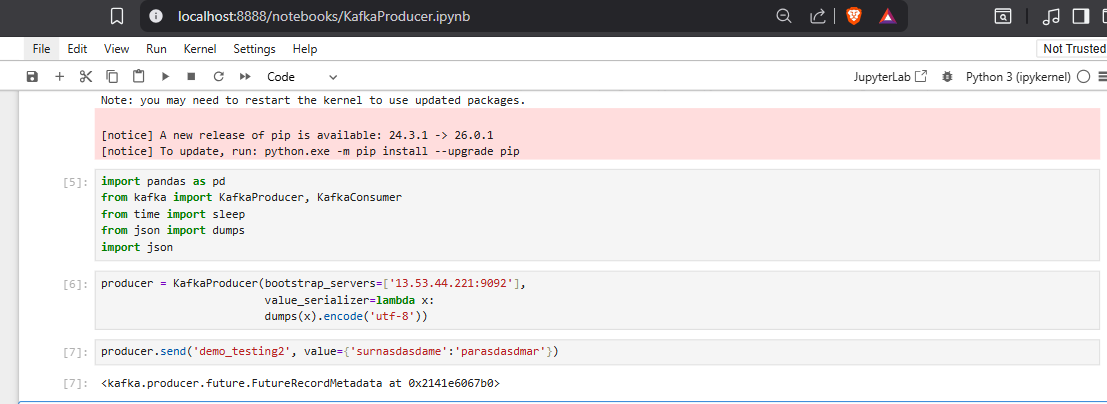 localhost:8888/notebooks/KafkaProducer.ipynb
File Edit View Run Kernel Settings Help
Not Trusted
Code
JupyterLab
Python 3 (ipykernel)
Note: you may need to restart the kernel to use updated packages.
[notice] A new release of pip is available: 24.3.1 -> 26.0.1
[notice] To update, run: python.exe -m pip install --upgrade pip
[5]: import pandas as pd
from kafka import KafkaProducer, KafkaConsumer
from time import sleep
from json import dumps
import json
[6]: producer = KafkaProducer(bootstrap_servers=['13.53.44.221:9092'],
value_serializer=lambda x:
dumps(x).encode('utf-8'))
[7]: producer.send('demo_testing2', value={'surnasdasdame':'parasdasdmar'})
[7]: <kafka.producer.future.FutureRecordMetadata at 0x2141e6067b0>